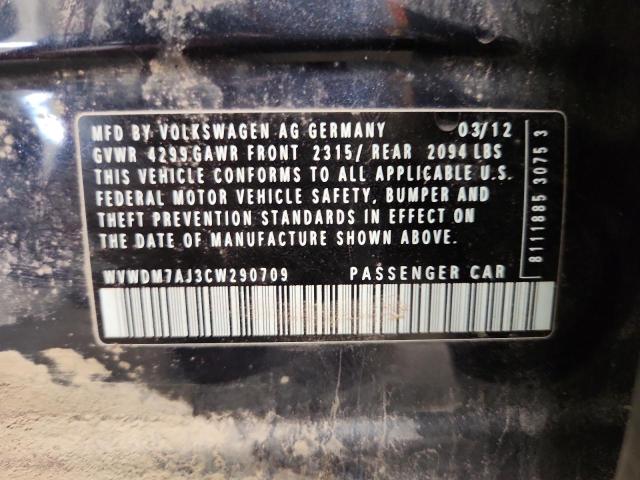 MFD BY VOLKSWAGEN AG GERMANY 03/12
GVWR 4299 GAWR FRONT 2315/ REAR 2094 LBS
THIS VEHICLE CONFORMS TO ALL APPLICABLE U.S.
FEDERAL MOTOR VEHICLE SAFETY, BUMPER AND
THEFT PREVENTION STANDARDS IN EFFECT ON
THE DATE OF MANUFACTURE SHOWN ABOVE.
WVWDM7AJ3CW290709 PASSENGER CAR
8111885 3075 3